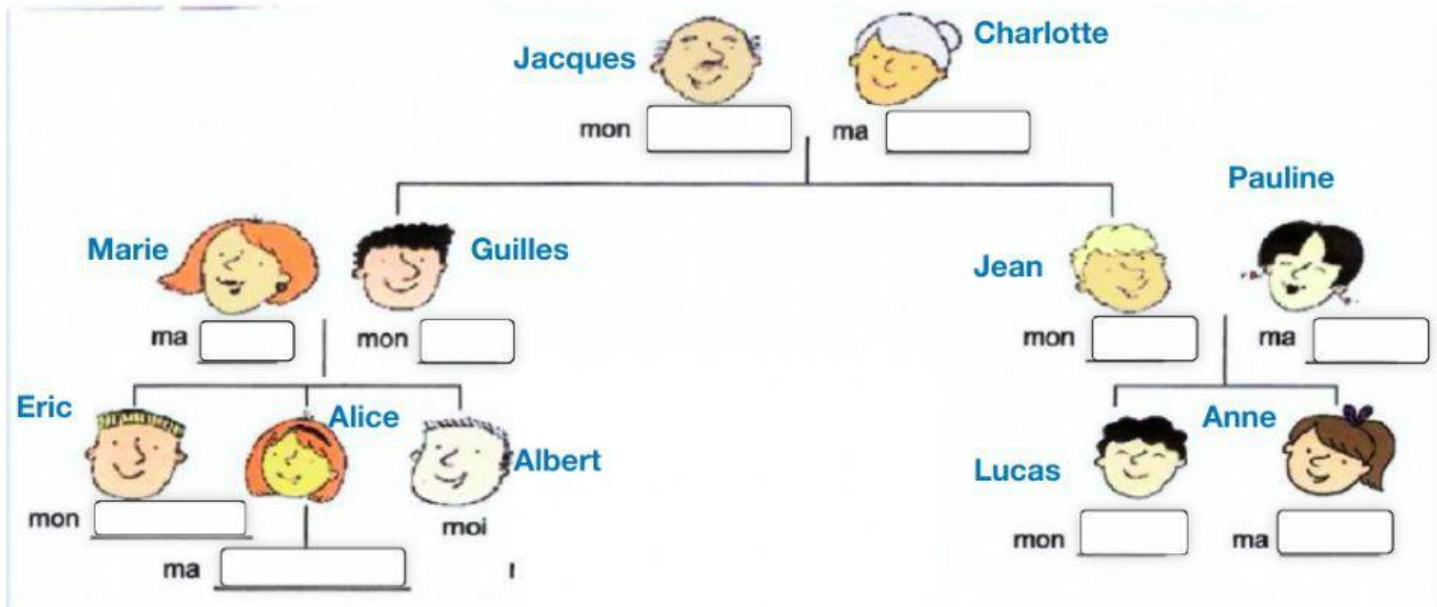 Jacques
Charlotte
mon
ma
Pauline
Marie
Guilles
Jean
ma
mon
mon
ma
Eric
Alice
Albert
Lucas
Anne
mon
moi
mon
ma
ma